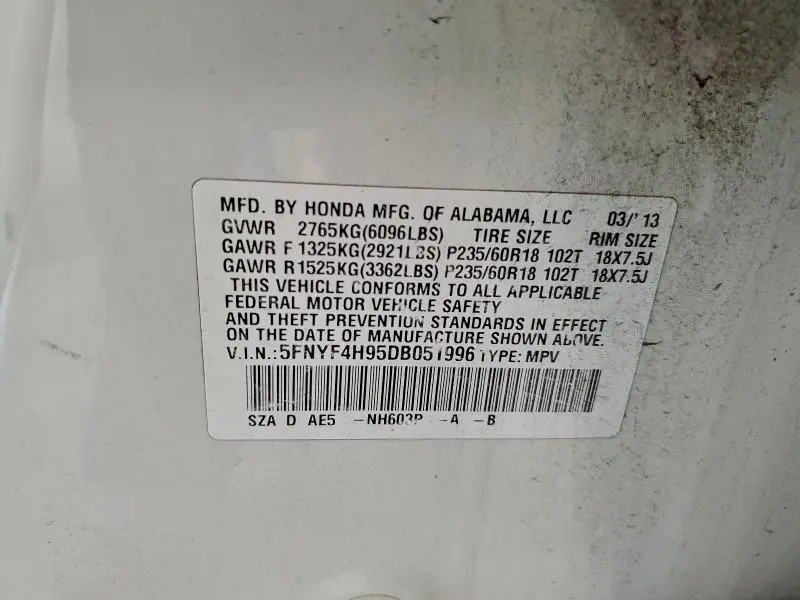 MFD. BY HONDA MFG. OF ALABAMA, LLC 03/'13
GVWR 2765KG(6096LBS) TIRE SIZE RIM SIZE
GAWR F 1325KG(2921LBS) P235/60R18 102T 18X7.5J
GAWR R1525KG(3362LBS) P235/60R18 102T 18X7.5J
THIS VEHICLE CONFORMS TO ALL APPLICABLE
FEDERAL MOTOR VEHICLE SAFETY
AND THEFT PREVENTION STANDARDS IN EFFECT
ON THE DATE OF MANUFACTURE SHOWN ABOVE.
V.I.N.:5FNYF4H95DB051996 TYPE: MPV
SZA D AE5 -NH603P -A -B